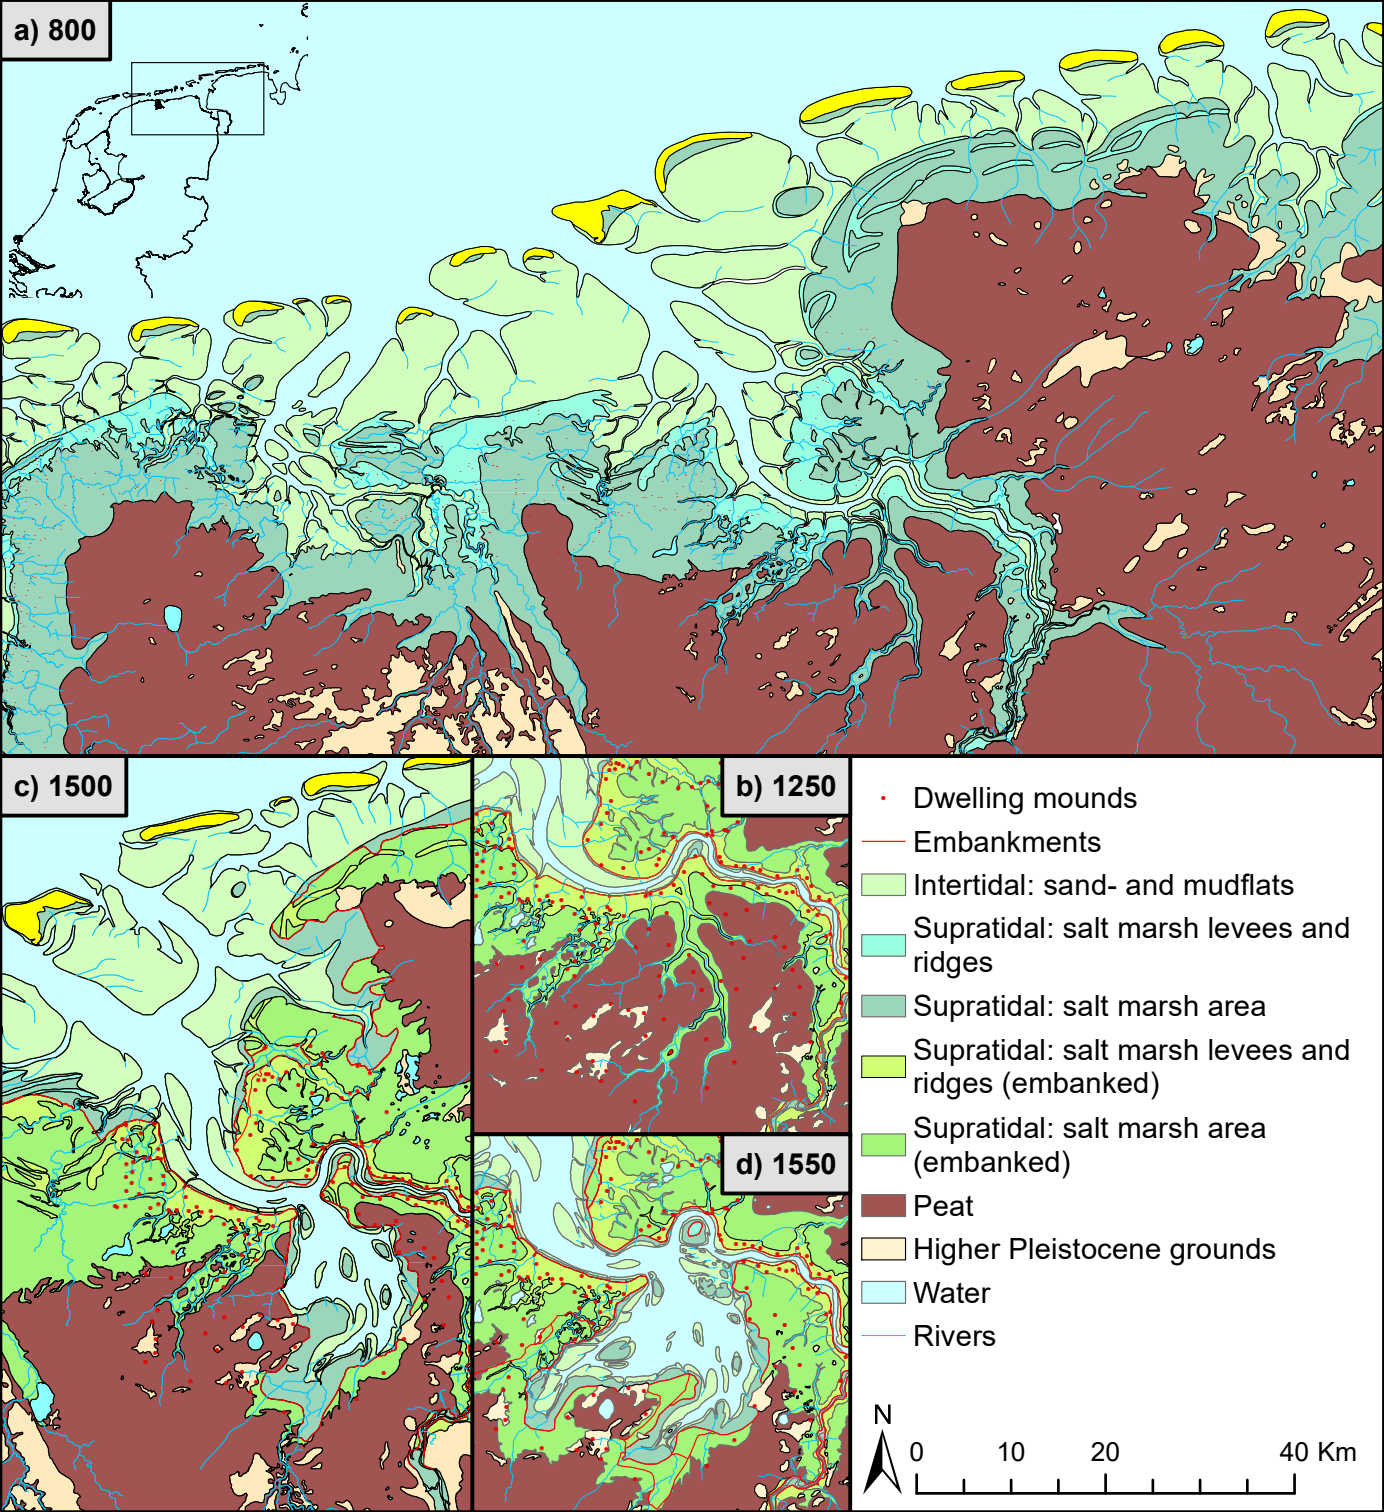 a) 800
c) 1500
b) 1250
d) 1550
Dwelling mounds
Embankments
Intertidal: sand- and mudflats
Supratidal: salt marsh levees and
ridges
Supratidal: salt marsh area
Supratidal: salt marsh levees and
ridges (embanked)
Supratidal: salt marsh area
(embanked)
Peat
Higher Pleistocene grounds
Water
Rivers
N
0 10 20 40 Km